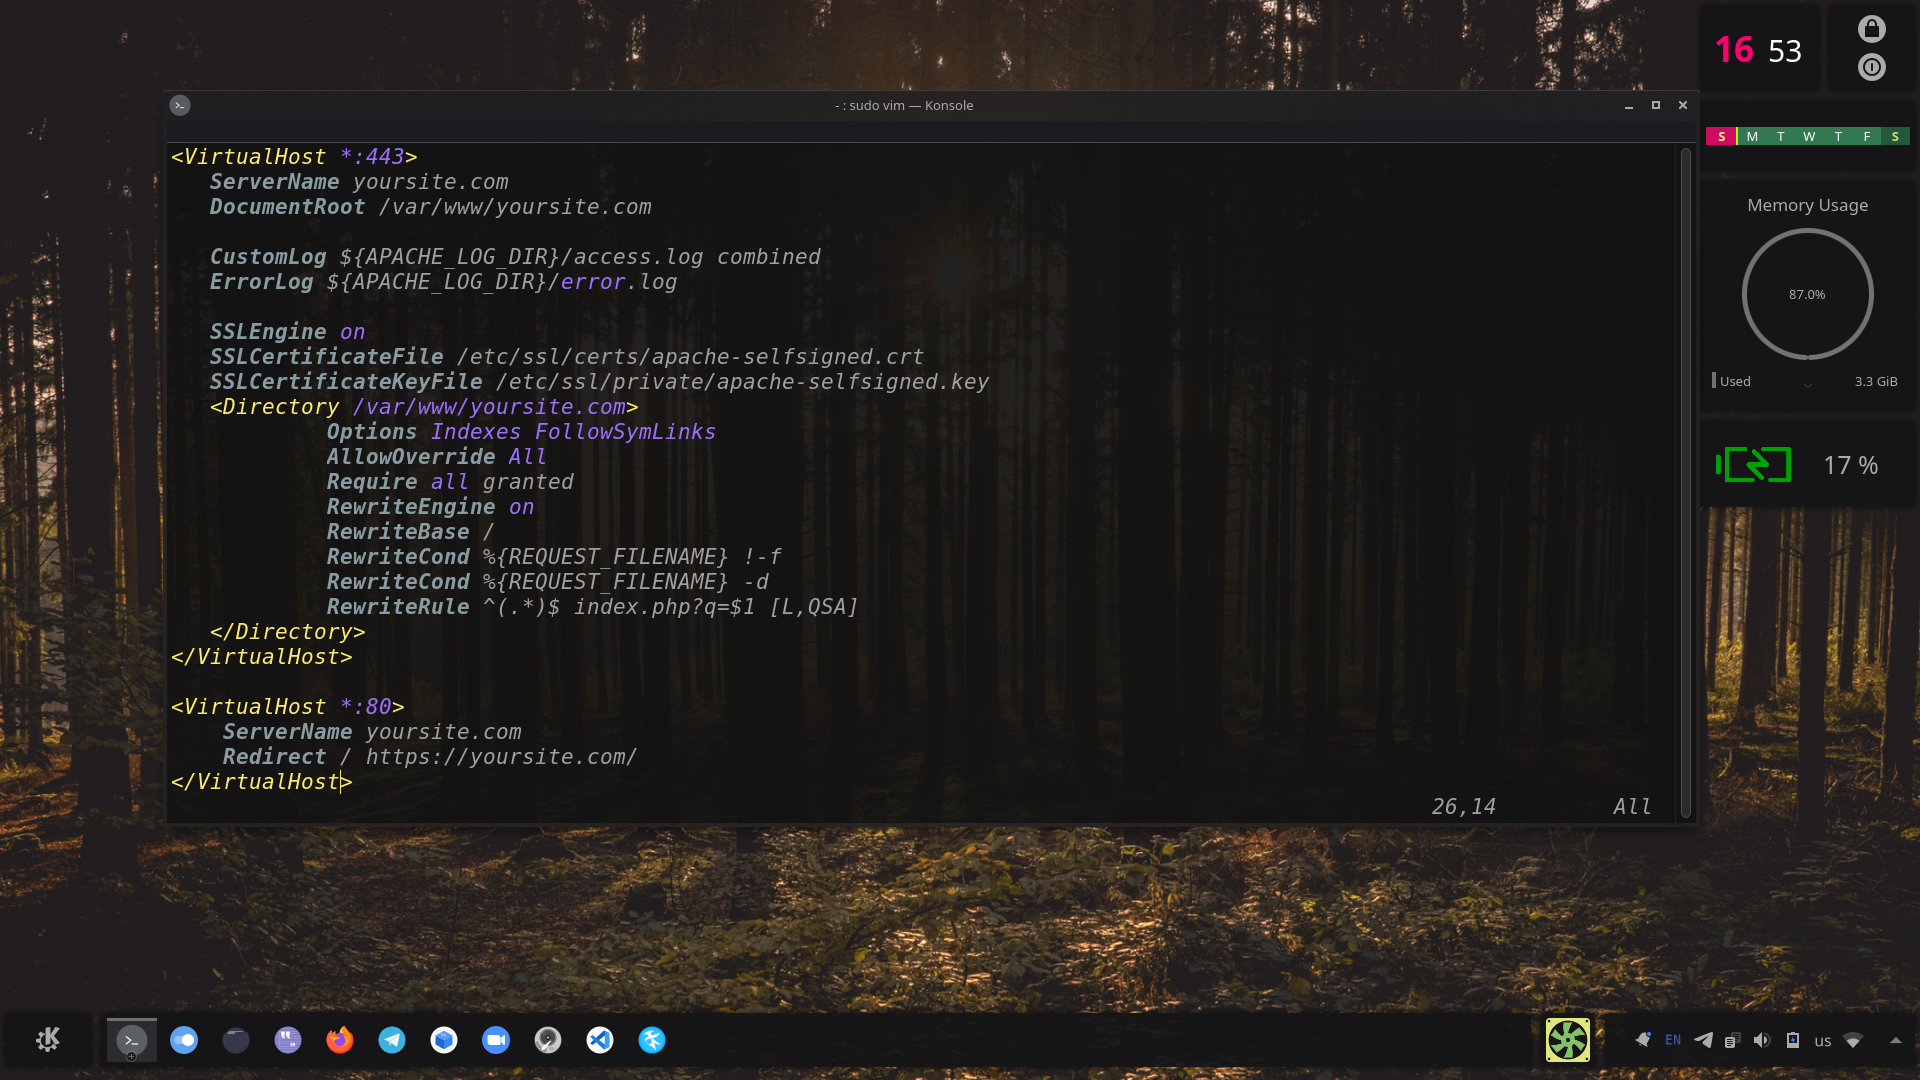 16 53
- : sudo vim — Konsole
S M T W T F S
Memory Usage
87.0%
Used 3.3 GiB
17 %
<VirtualHost *:443>
ServerName yoursite.com
DocumentRoot /var/www/yoursite.com
CustomLog ${APACHE_LOG_DIR}/access.log combined
ErrorLog ${APACHE_LOG_DIR}/error.log
SSLEngine on
SSLCertificateFile /etc/ssl/certs/apache-selfsigned.crt
SSLCertificateKeyFile /etc/ssl/private/apache-selfsigned.key
<Directory /var/www/yoursite.com>
Options Indexes FollowSymLinks
AllowOverride All
Require all granted
RewriteEngine on
RewriteBase /
RewriteCond %{REQUEST_FILENAME} !-f
RewriteCond %{REQUEST_FILENAME} -d
RewriteRule ^(.*)$ index.php?q=$1 [L,QSA]
</Directory>
</VirtualHost>
<VirtualHost *:80>
ServerName yoursite.com
Redirect / https://yoursite.com/
</VirtualHost>
26,14 All
EN us